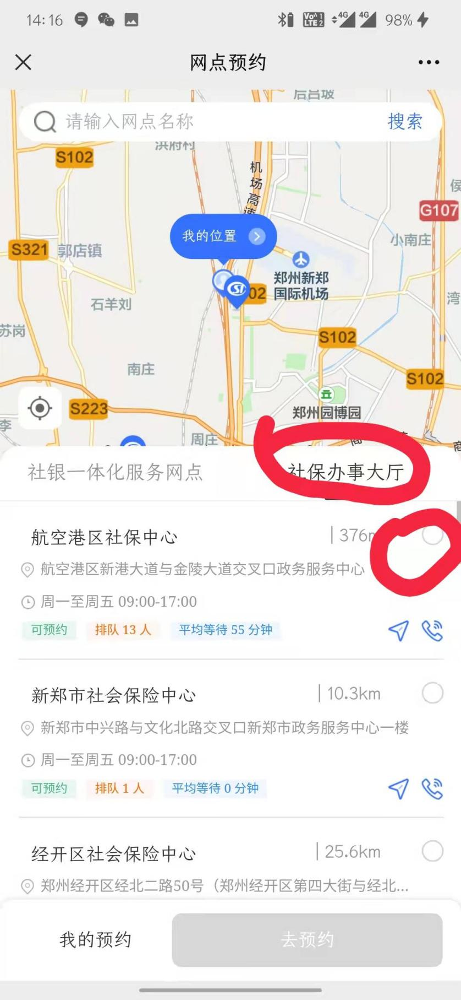 14:16
VoLTE 1 2
4G
4G
98%
网点预约
后吕坡
请输入网点名称
搜索
洪府村
S102
机场高速
G107
S321
郭店镇
我的位置
小南庄
郑州新郑
国际机场
02
石羊刘
湾
苏岗
S102
南庄
S102
S223
郑州园博园
李
周庄
商
社银一体化服务网点
社保办事大厅
航空港区社保中心
376m
航空港区新港大道与金陵大道交叉口政务服务中心
周一至周五 09:00-17:00
可预约 排队 13 人 平均等待 55 分钟
新郑市社会保险中心
10.3km
新郑市中兴路与文化北路交叉口新郑市政务服务中心一楼
周一至周五 09:00-17:00
可预约 排队 1 人 平均等待 0 分钟
经开区社会保险中心
25.6km
郑州经开区经北二路50号（郑州经开区第四大街与经北...
我的预约
去预约